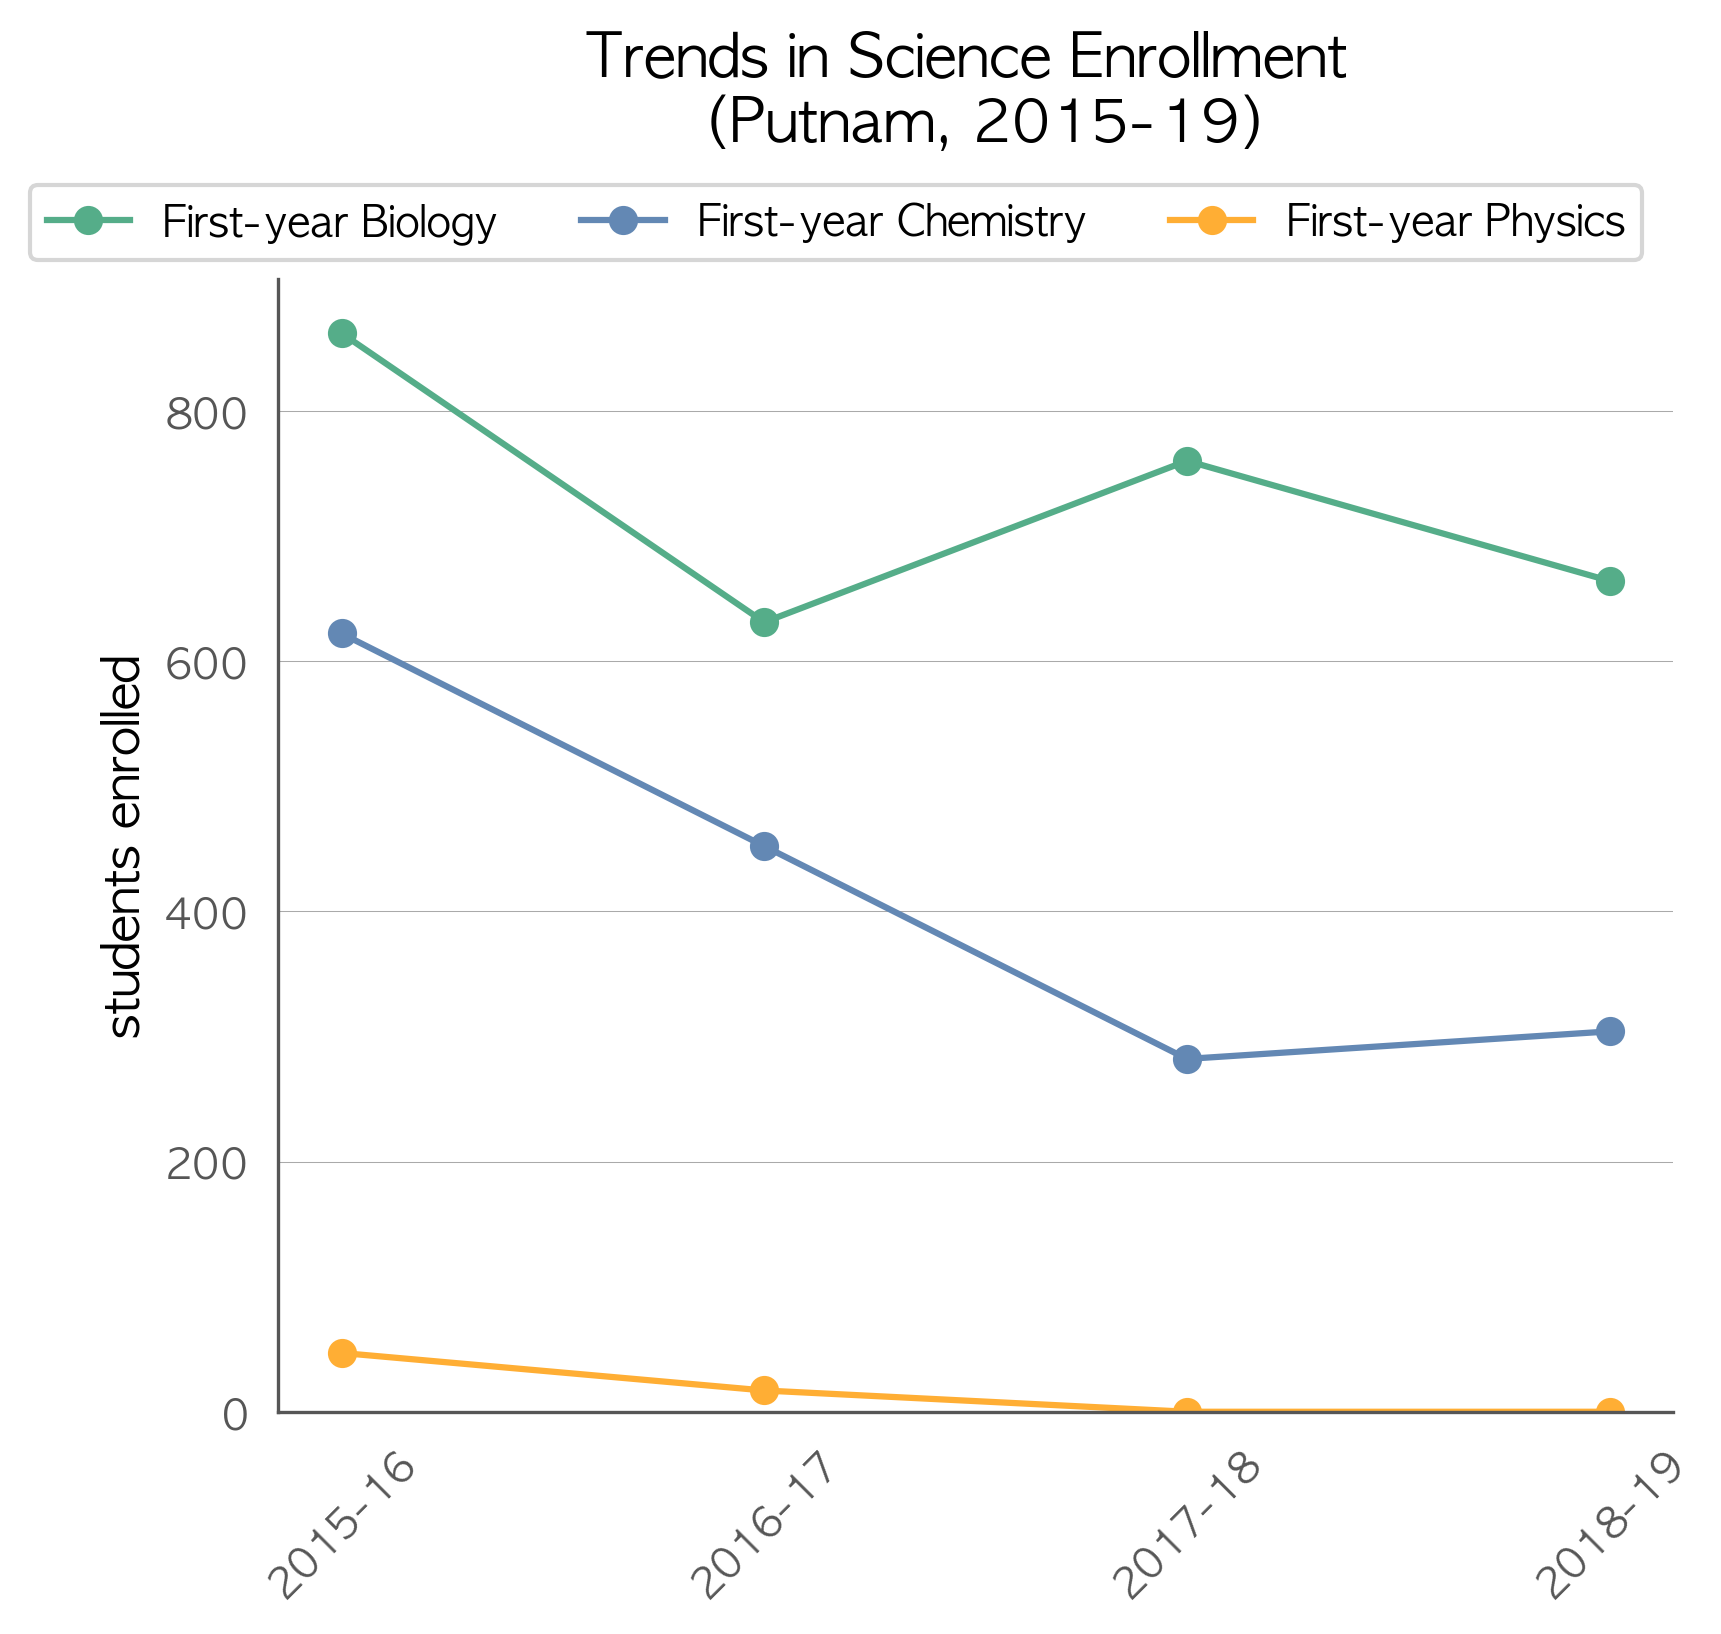 Trends in Science Enrollment
(Putnam, 2015-19)
First-year Biology First-year Chemistry First-year Physics
students enrolled
800
600
400
200
0
2015-16 2016-17 2017-18 2018-19